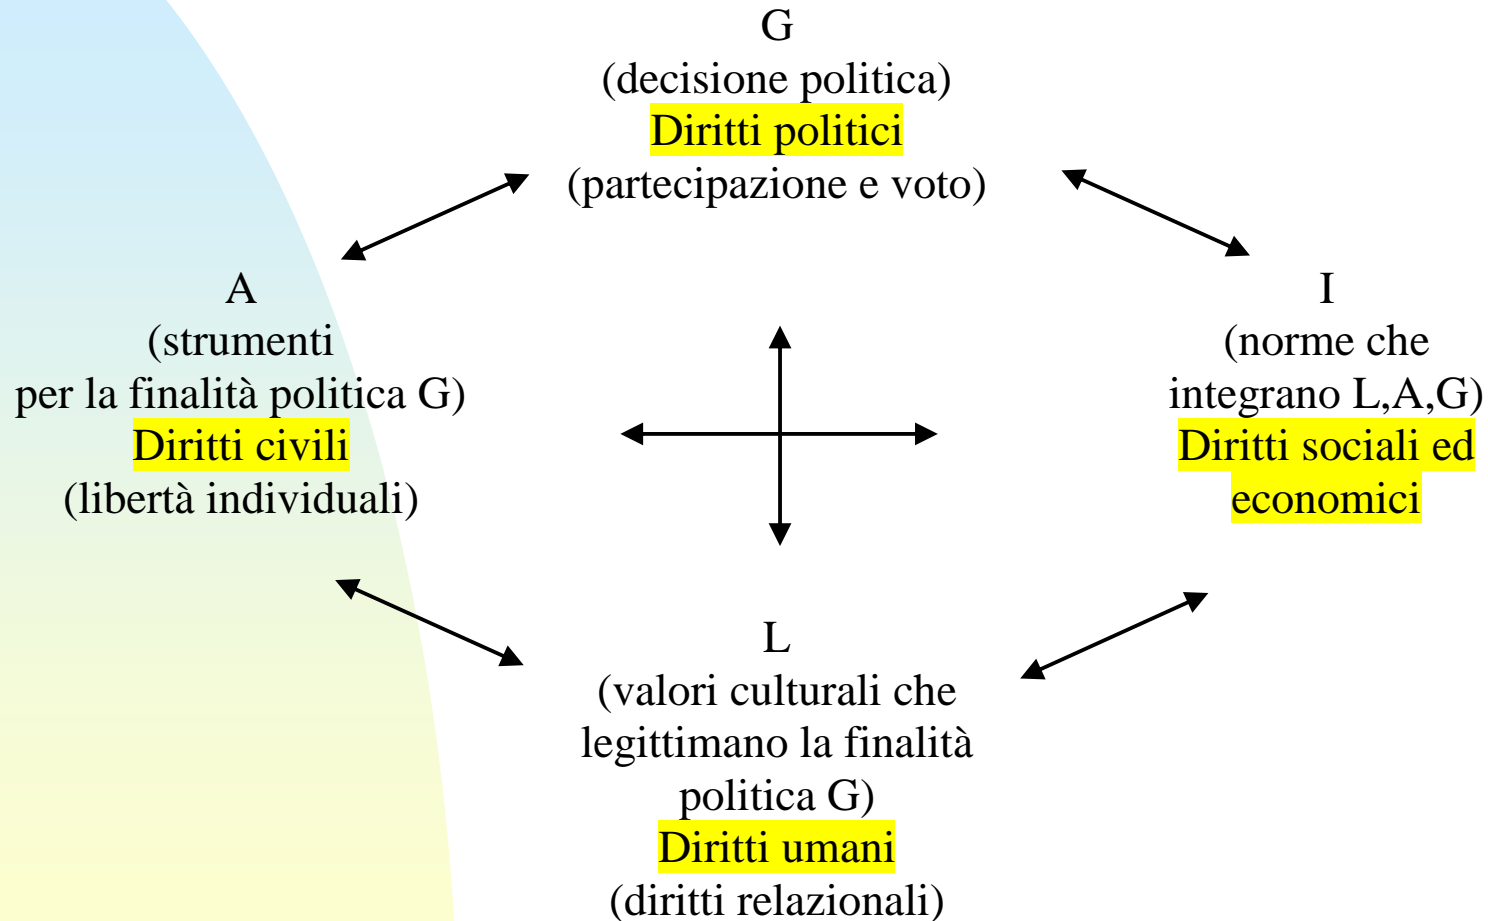 G
(decisione politica)
Diritti politici
(partecipazione e voto)
A
(strumenti
per la finalità politica G)
Diritti civili
(libertà individuali)
I
(norme che
integrano L,A,G)
Diritti sociali ed
economici
L
(valori culturali che
legittimano la finalità
politica G)
Diritti umani
(diritti relazionali)